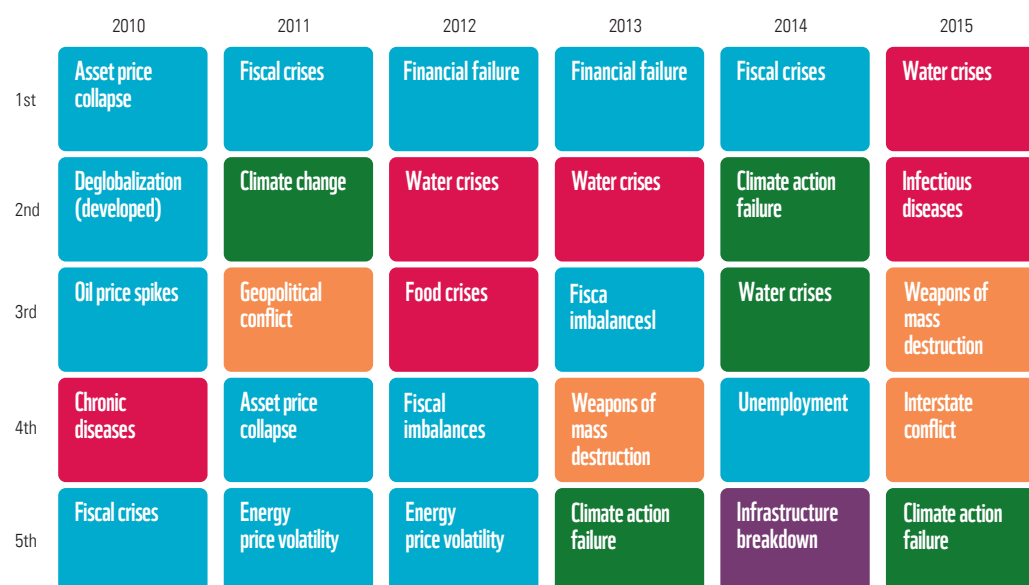 2010 2011 2012 2013 2014 2015
1st
Asset price
collapse
Fiscal crises
Financial failure
Financial failure
Fiscal crises
Water crises
2nd
Deglobalization
(developed)
Climate change
Water crises
Water crises
Climate action
failure
Infectious
diseases
3rd
Oil price spikes
Geopolitical
conflict
Food crises
Fisca
imbalancesl
Water crises
Weapons of
mass
destruction
4th
Chronic
diseases
Asset price
collapse
Fiscal
imbalances
Weapons of
mass
destruction
Unemployment
Interstate
conflict
5th
Fiscal crises
Energy
price volatility
Energy
price volatility
Climate action
failure
Infrastructure
breakdown
Climate action
failure